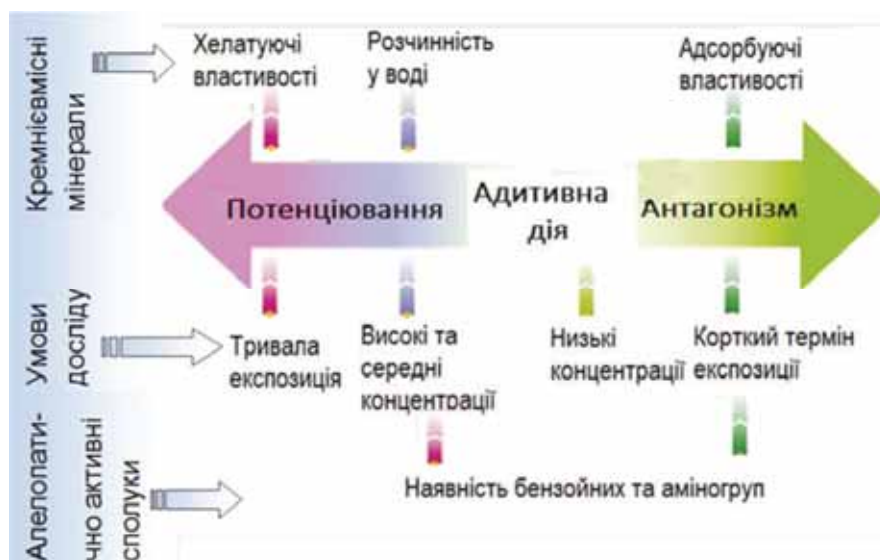 Кремнієвмісні
мінерали
Хелатуючі
властивості
Розчинність
у воді
Адсорбуючі
властивості
Потенціювання
Адитивна
дія
Антагонізм
Умови
досліду
Тривала
експозиція
Високі та
середні
концентрації
Низькі
концентрації
Корткий термін
експозиції
Алелопати-
чно активні
сполуки
Наявність бензойних та аміногруп